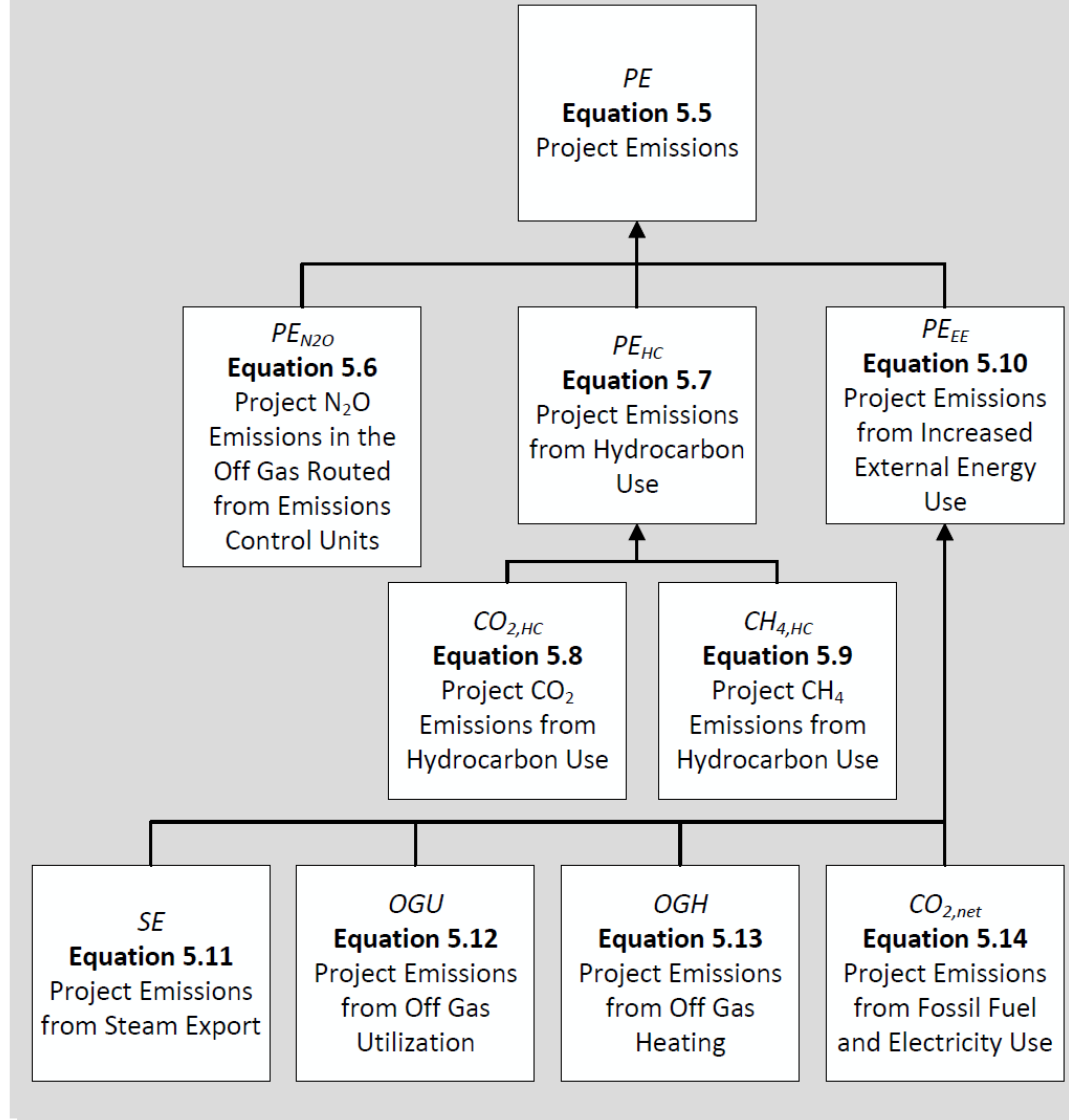 PE
Equation 5.5
Project Emissions
PE_N2O
Equation 5.6
Project N₂O
Emissions in the
Off Gas Routed
from Emissions
Control Units
PE_HC
Equation 5.7
Project Emissions
from Hydrocarbon
Use
PE_EE
Equation 5.10
Project Emissions
from Increased
External Energy
Use
CO₂,HC
Equation 5.8
Project CO₂
Emissions from
Hydrocarbon Use
CH₄,HC
Equation 5.9
Project CH₄
Emissions from
Hydrocarbon Use
SE
Equation 5.11
Project Emissions
from Steam Export
OGU
Equation 5.12
Project Emissions
from Off Gas
Utilization
OGH
Equation 5.13
Project Emissions
from Off Gas
Heating
CO₂,net
Equation 5.14
Project Emissions
from Fossil Fuel
and Electricity Use